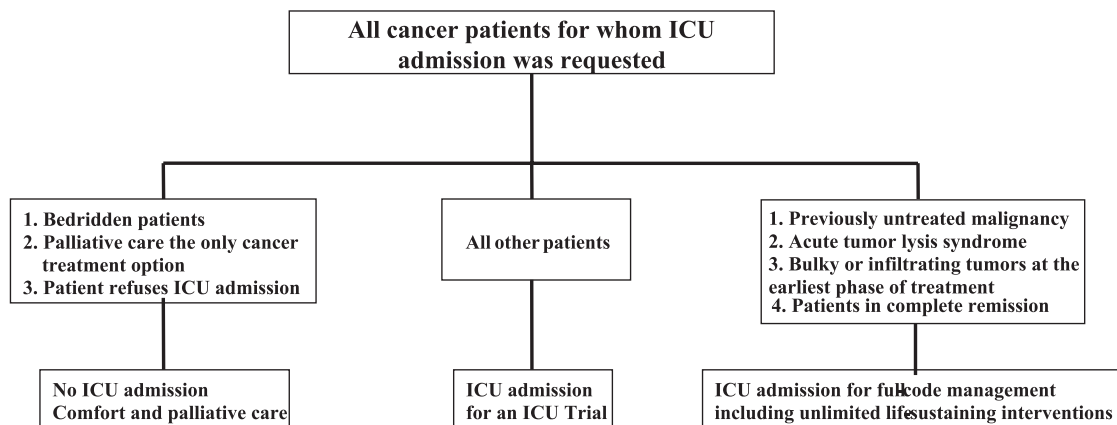 All cancer patients for whom ICU
admission was requested
1. Bedridden patients
2. Palliative care the only cancer
treatment option
3. Patient refuses ICU admission
All other patients
1. Previously untreated malignancy
2. Acute tumor lysis syndrome
3. Bulky or infiltrating tumors at the
earliest phase of treatment
4. Patients in complete remission
No ICU admission
Comfort and palliative care
ICU admission
for an ICU Trial
ICU admission for full-code management
including unlimited life-sustaining interventions